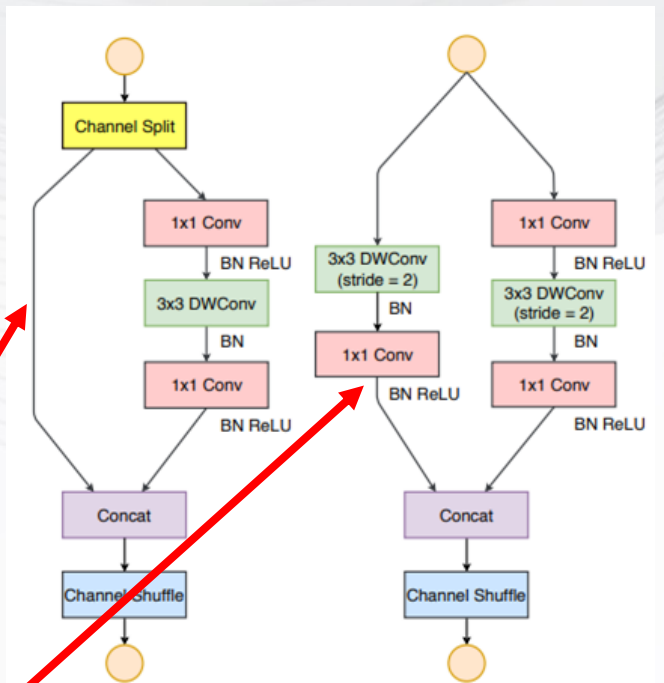 Channel Split
1x1 Conv
BN ReLU
3x3 DWConv
BN
1x1 Conv
BN ReLU
Concat
Channel Shuffle
3x3 DWConv
(stride = 2)
BN
1x1 Conv
BN ReLU
1x1 Conv
BN ReLU
3x3 DWConv
(stride = 2)
BN
1x1 Conv
BN ReLU
Concat
Channel Shuffle